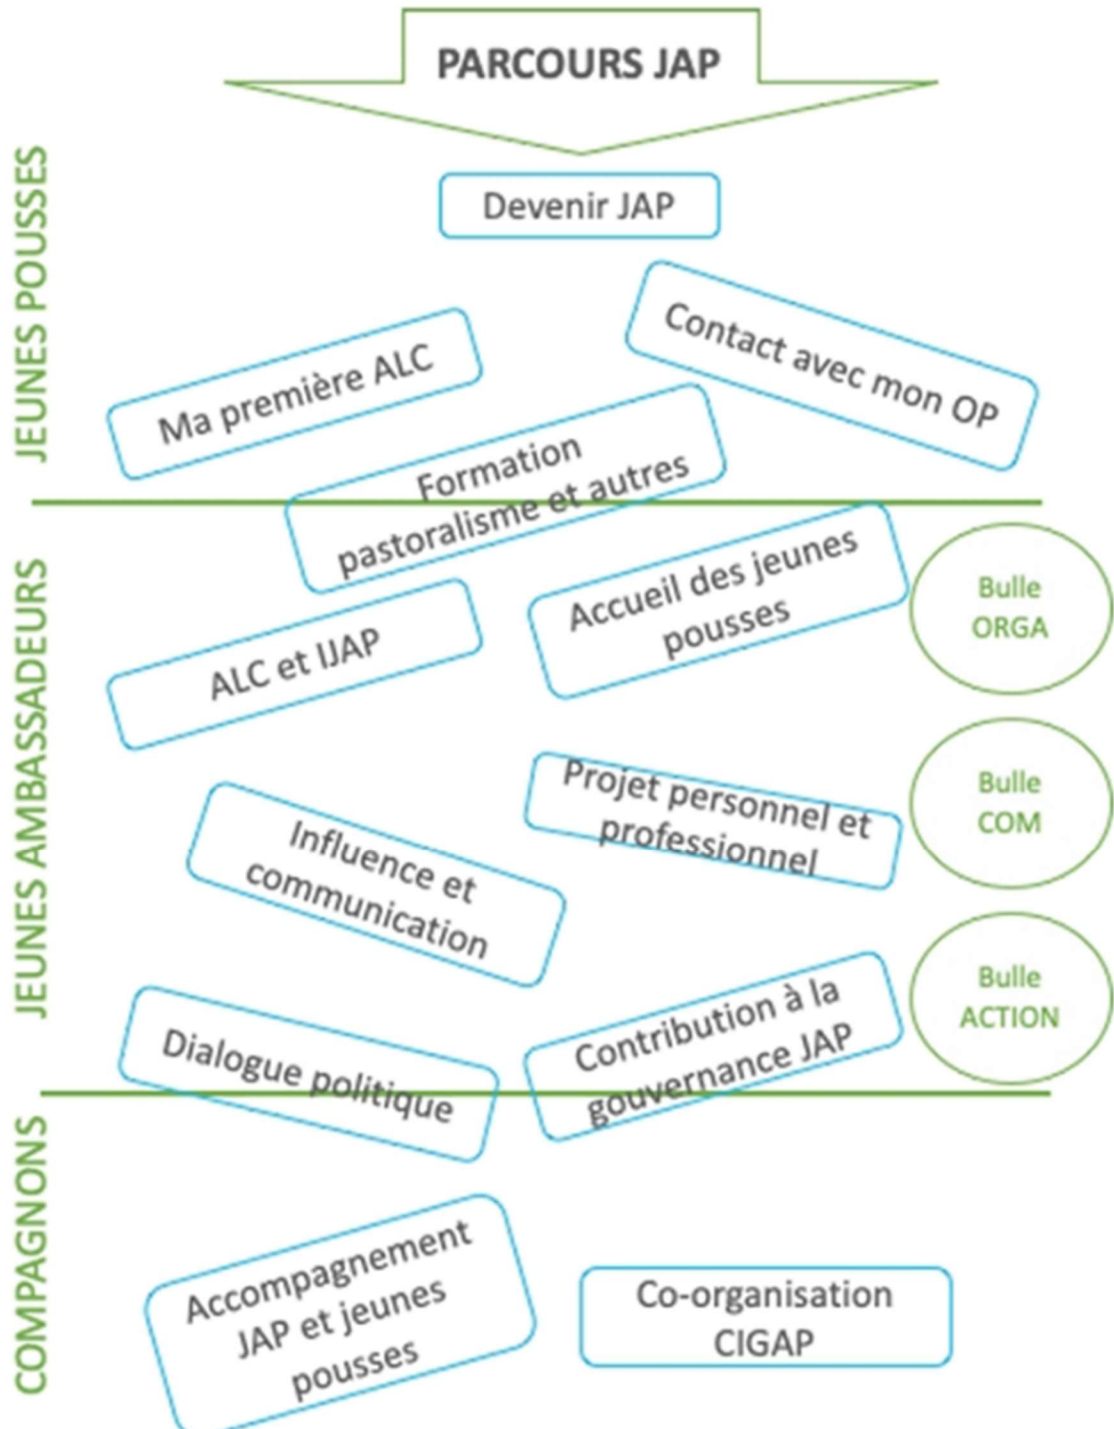 PARCOURS JAP
JEUNES POUSSES
Devenir JAP
Contact avec mon OP
Ma première ALC
Formation
pastoralisme et autres
JEUNES AMBASSADEURS
Accueil des jeunes
pousses
Bulle
ORGA
ALC et IJAP
Projet personnel et
professionnel
Bulle
COM
Influence et
communication
Bulle
ACTION
Dialogue politique
Contribution à la
gouvernance JAP
COMPAGNONS
Accompagnement
JAP et jeunes
pousses
Co-organisation
CIGAP